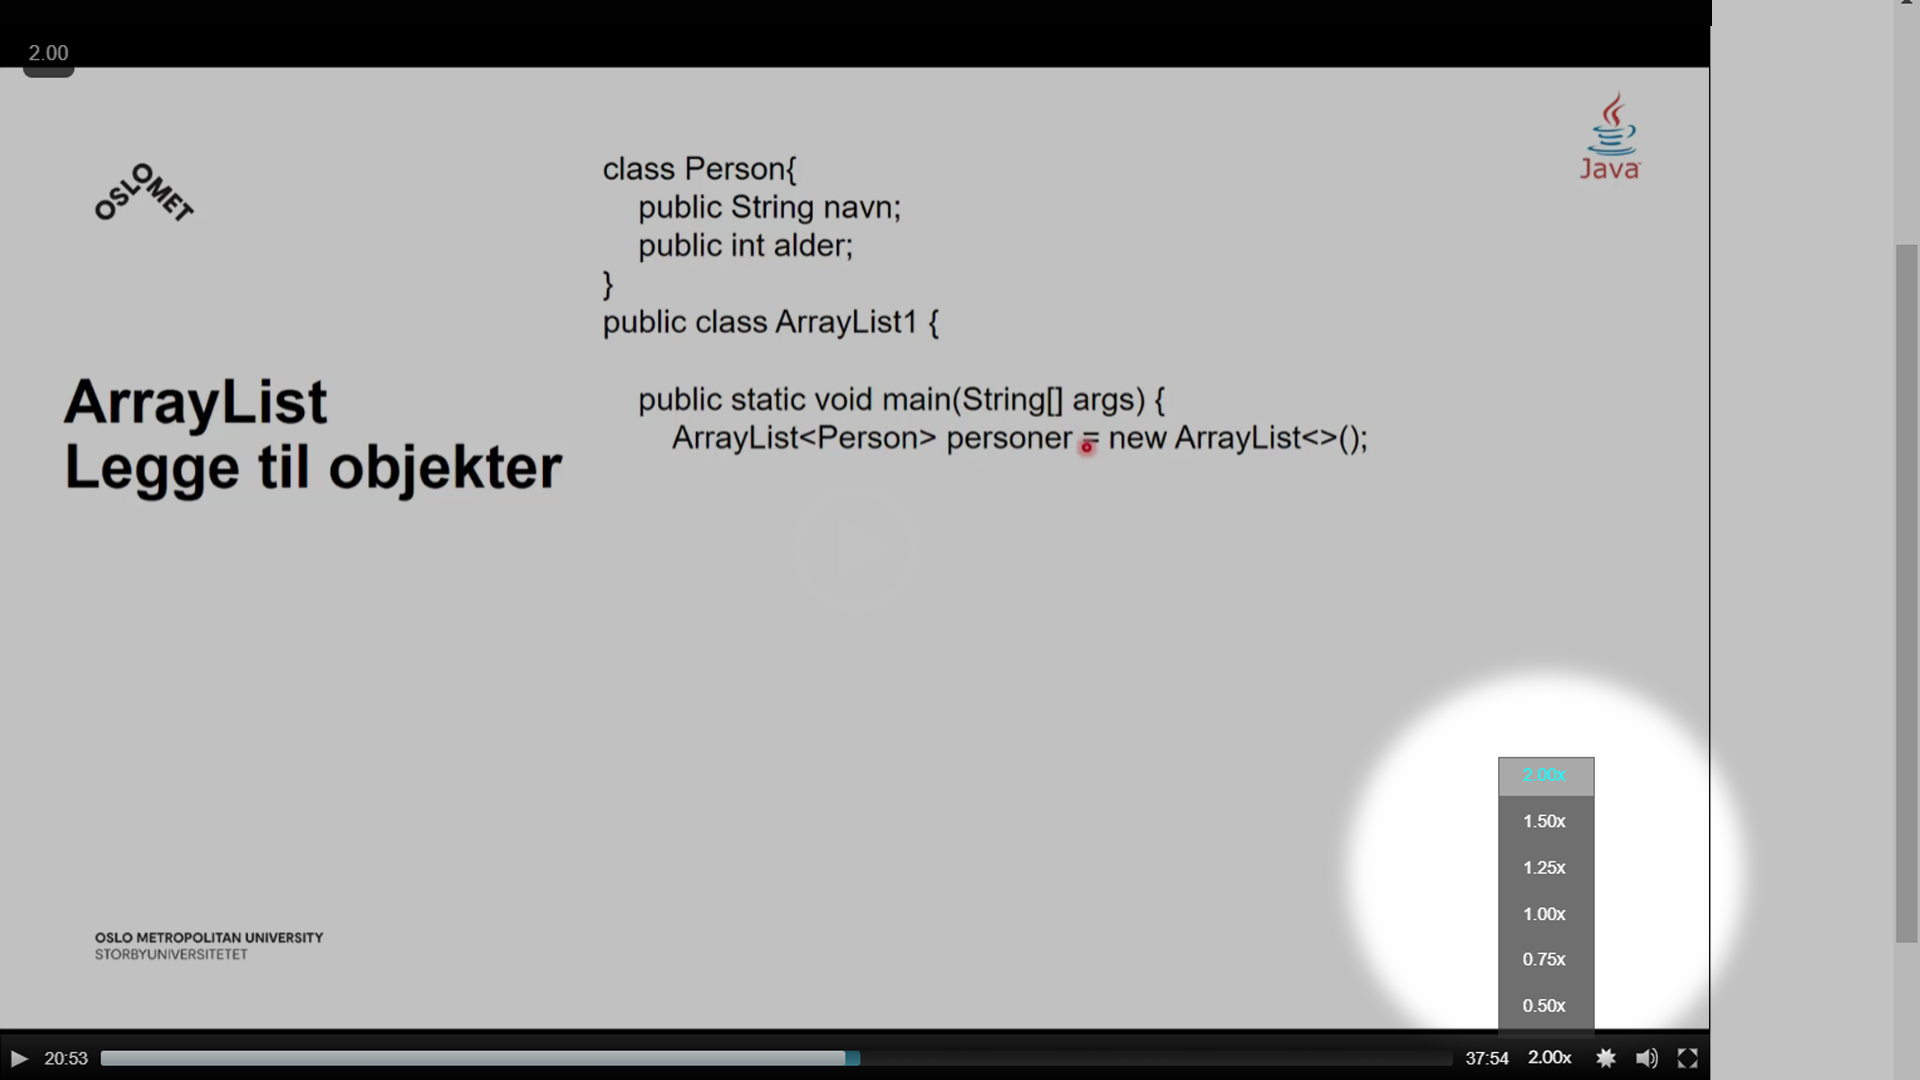 2.00
OSLOMET
Java
class Person{
public String navn;
public int alder;
}
public class ArrayList1 {
public static void main(String[] args) {
ArrayList<Person> personer = new ArrayList<>();
ArrayList
Legge til objekter
OSLO METROPOLITAN UNIVERSITY
STORBYUNIVERSITETET
2.00x
1.50x
1.25x
1.00x
0.75x
0.50x
20:53
37:54
2.00x